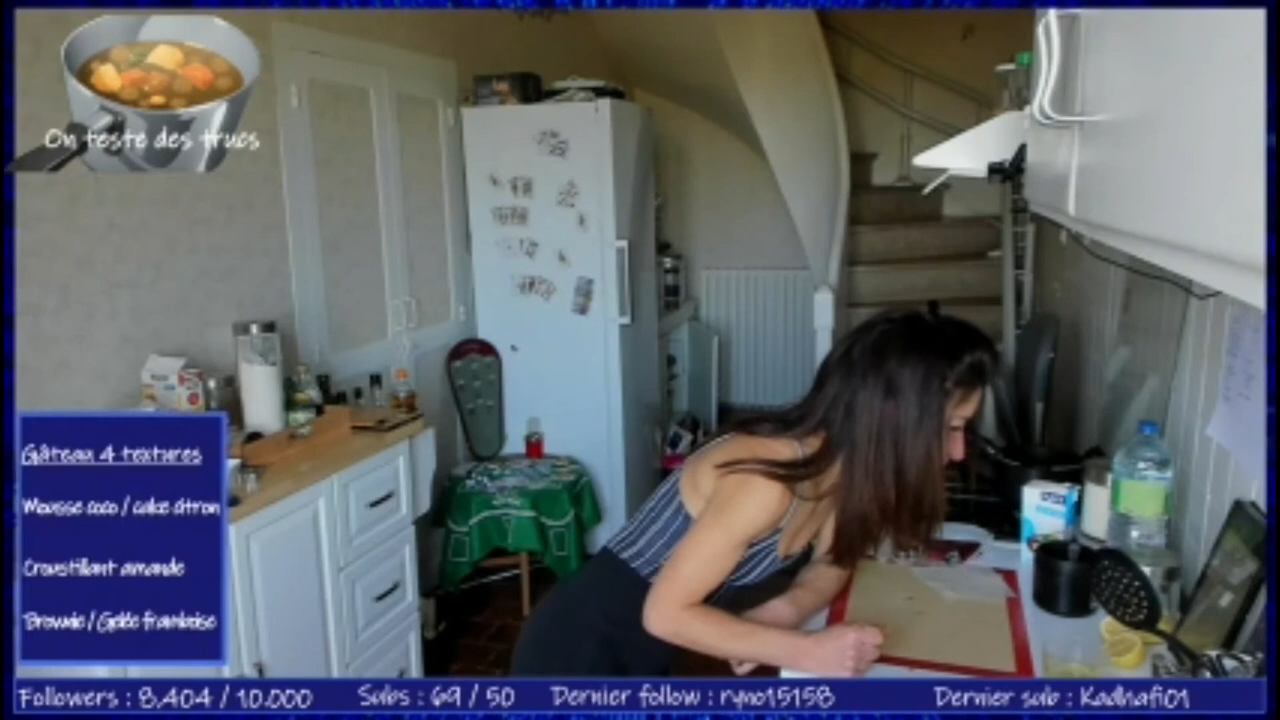 On teste des trucs
Gâteau 4 textures
Mousse coco / cake citron
Croustillant amande
Brownie / Gelée framboise
Followers : 8.404 / 10.000 Subs : 69 / 50 Dernier follow : ryno15158 Dernier sub : Kadhafi01